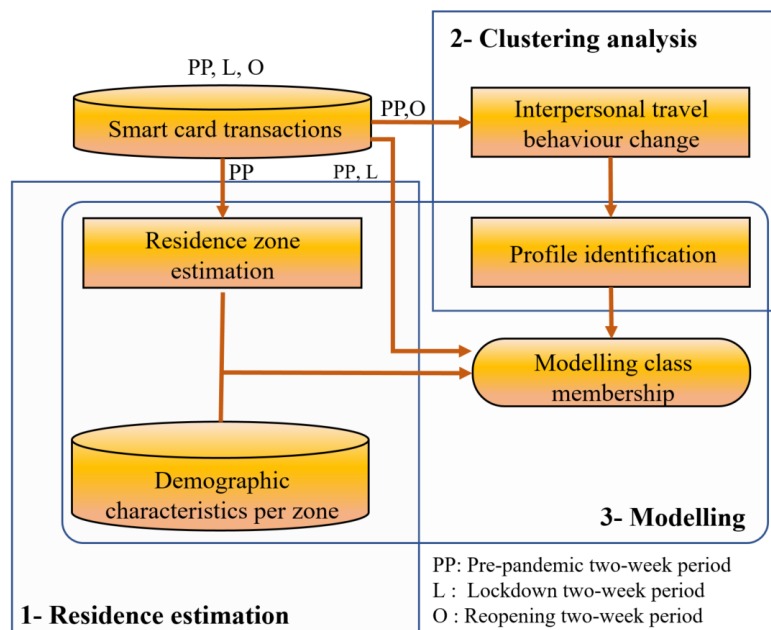 2- Clustering analysis
PP, L, O
Smart card transactions
PP,O
Interpersonal travel
behaviour change
PP
PP, L
Residence zone
estimation
Profile identification
Modelling class
membership
Demographic
characteristics per zone
3- Modelling
PP: Pre-pandemic two-week period
L : Lockdown two-week period
O : Reopening two-week period
1- Residence estimation